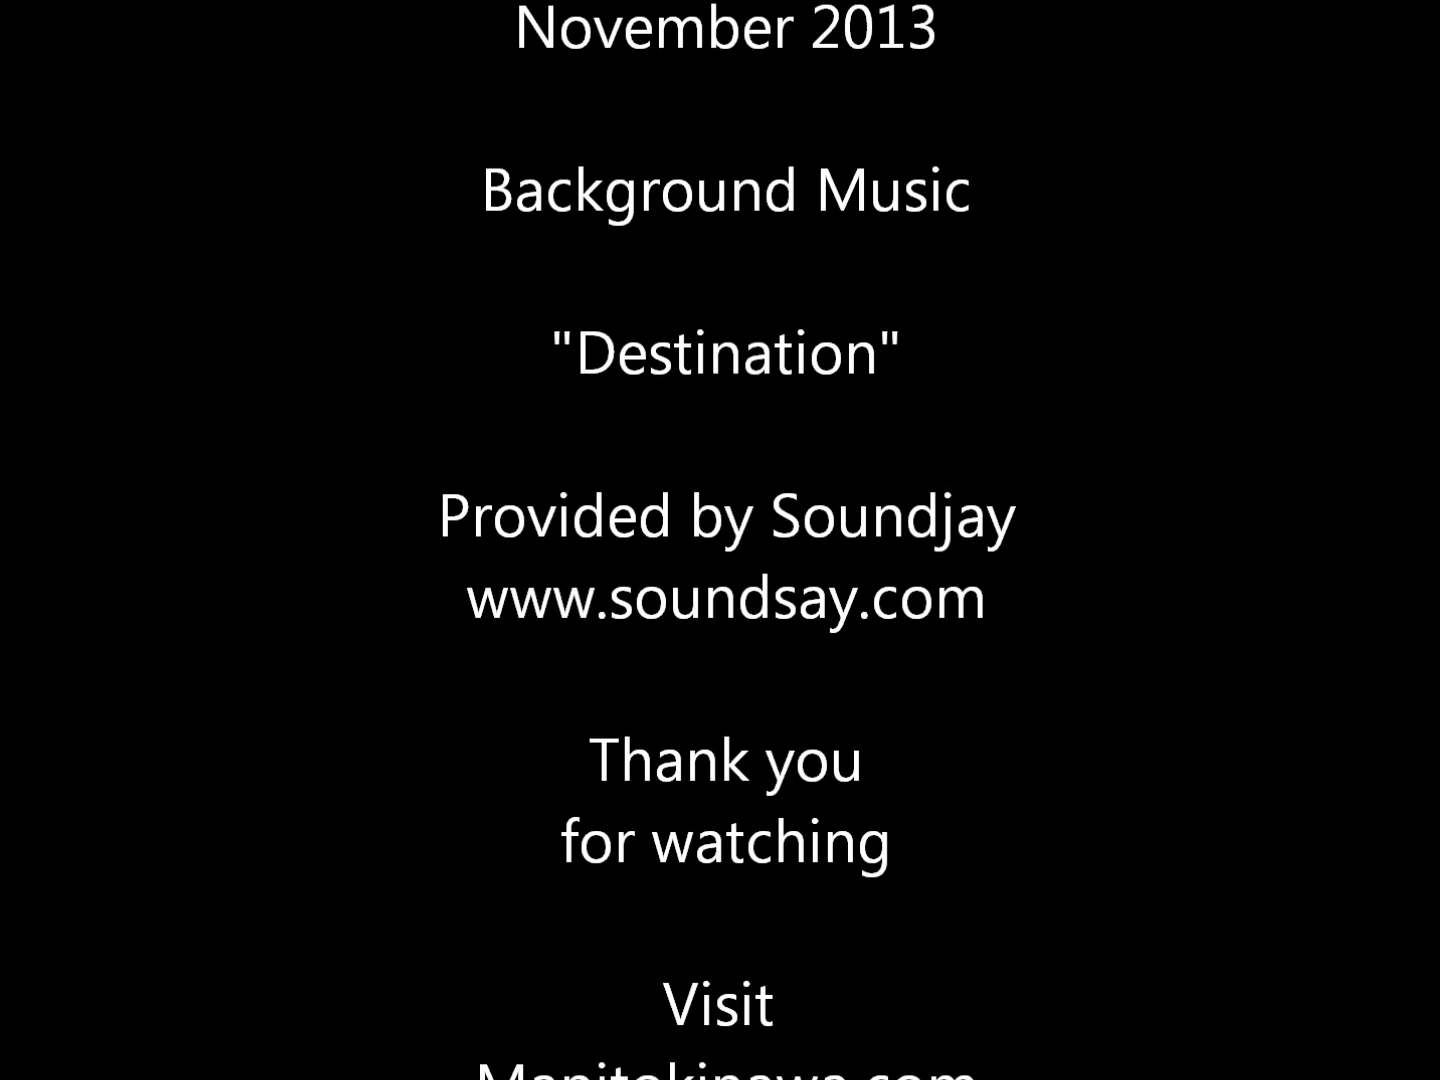 November 2013
Background Music
"Destination"
Provided by Soundjay
www.soundsay.com
Thank you
for watching
Visit